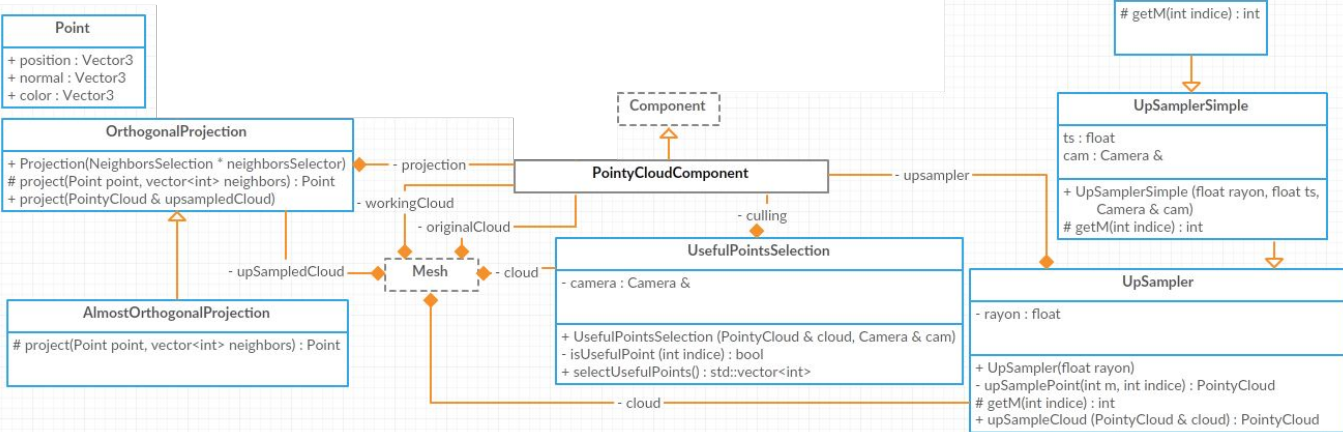 # getM(int indice) : int
Point
+ position : Vector3
+ normal : Vector3
+ color : Vector3
Component
UpSamplerSimple
ts : float
cam : Camera &
+ UpSamplerSimple (float rayon, float ts,
Camera & cam)
# getM(int indice) : int
OrthogonalProjection
+ Projection(NeighborsSelection * neighborsSelector)
# project(Point point, vector<int> neighbors) : Point
+ project(PointyCloud & upsampledCloud)
- projection
PointyCloudComponent
- upsampler
- workingCloud
- originalCloud
- culling
- upSampledCloud
Mesh
- cloud
UsefulPointsSelection
- camera : Camera &
+ UsefulPointsSelection (PointyCloud & cloud, Camera & cam)
- isUsefulPoint (int indice) : bool
+ selectUsefulPoints() : std::vector<int>
UpSampler
- rayon : float
+ UpSampler(float rayon)
- upSamplePoint(int m, int indice) : PointyCloud
# getM(int indice) : int
+ upSampleCloud (PointyCloud & cloud) : PointyCloud
AlmostOrthogonalProjection
# project(Point point, vector<int> neighbors) : Point
- cloud